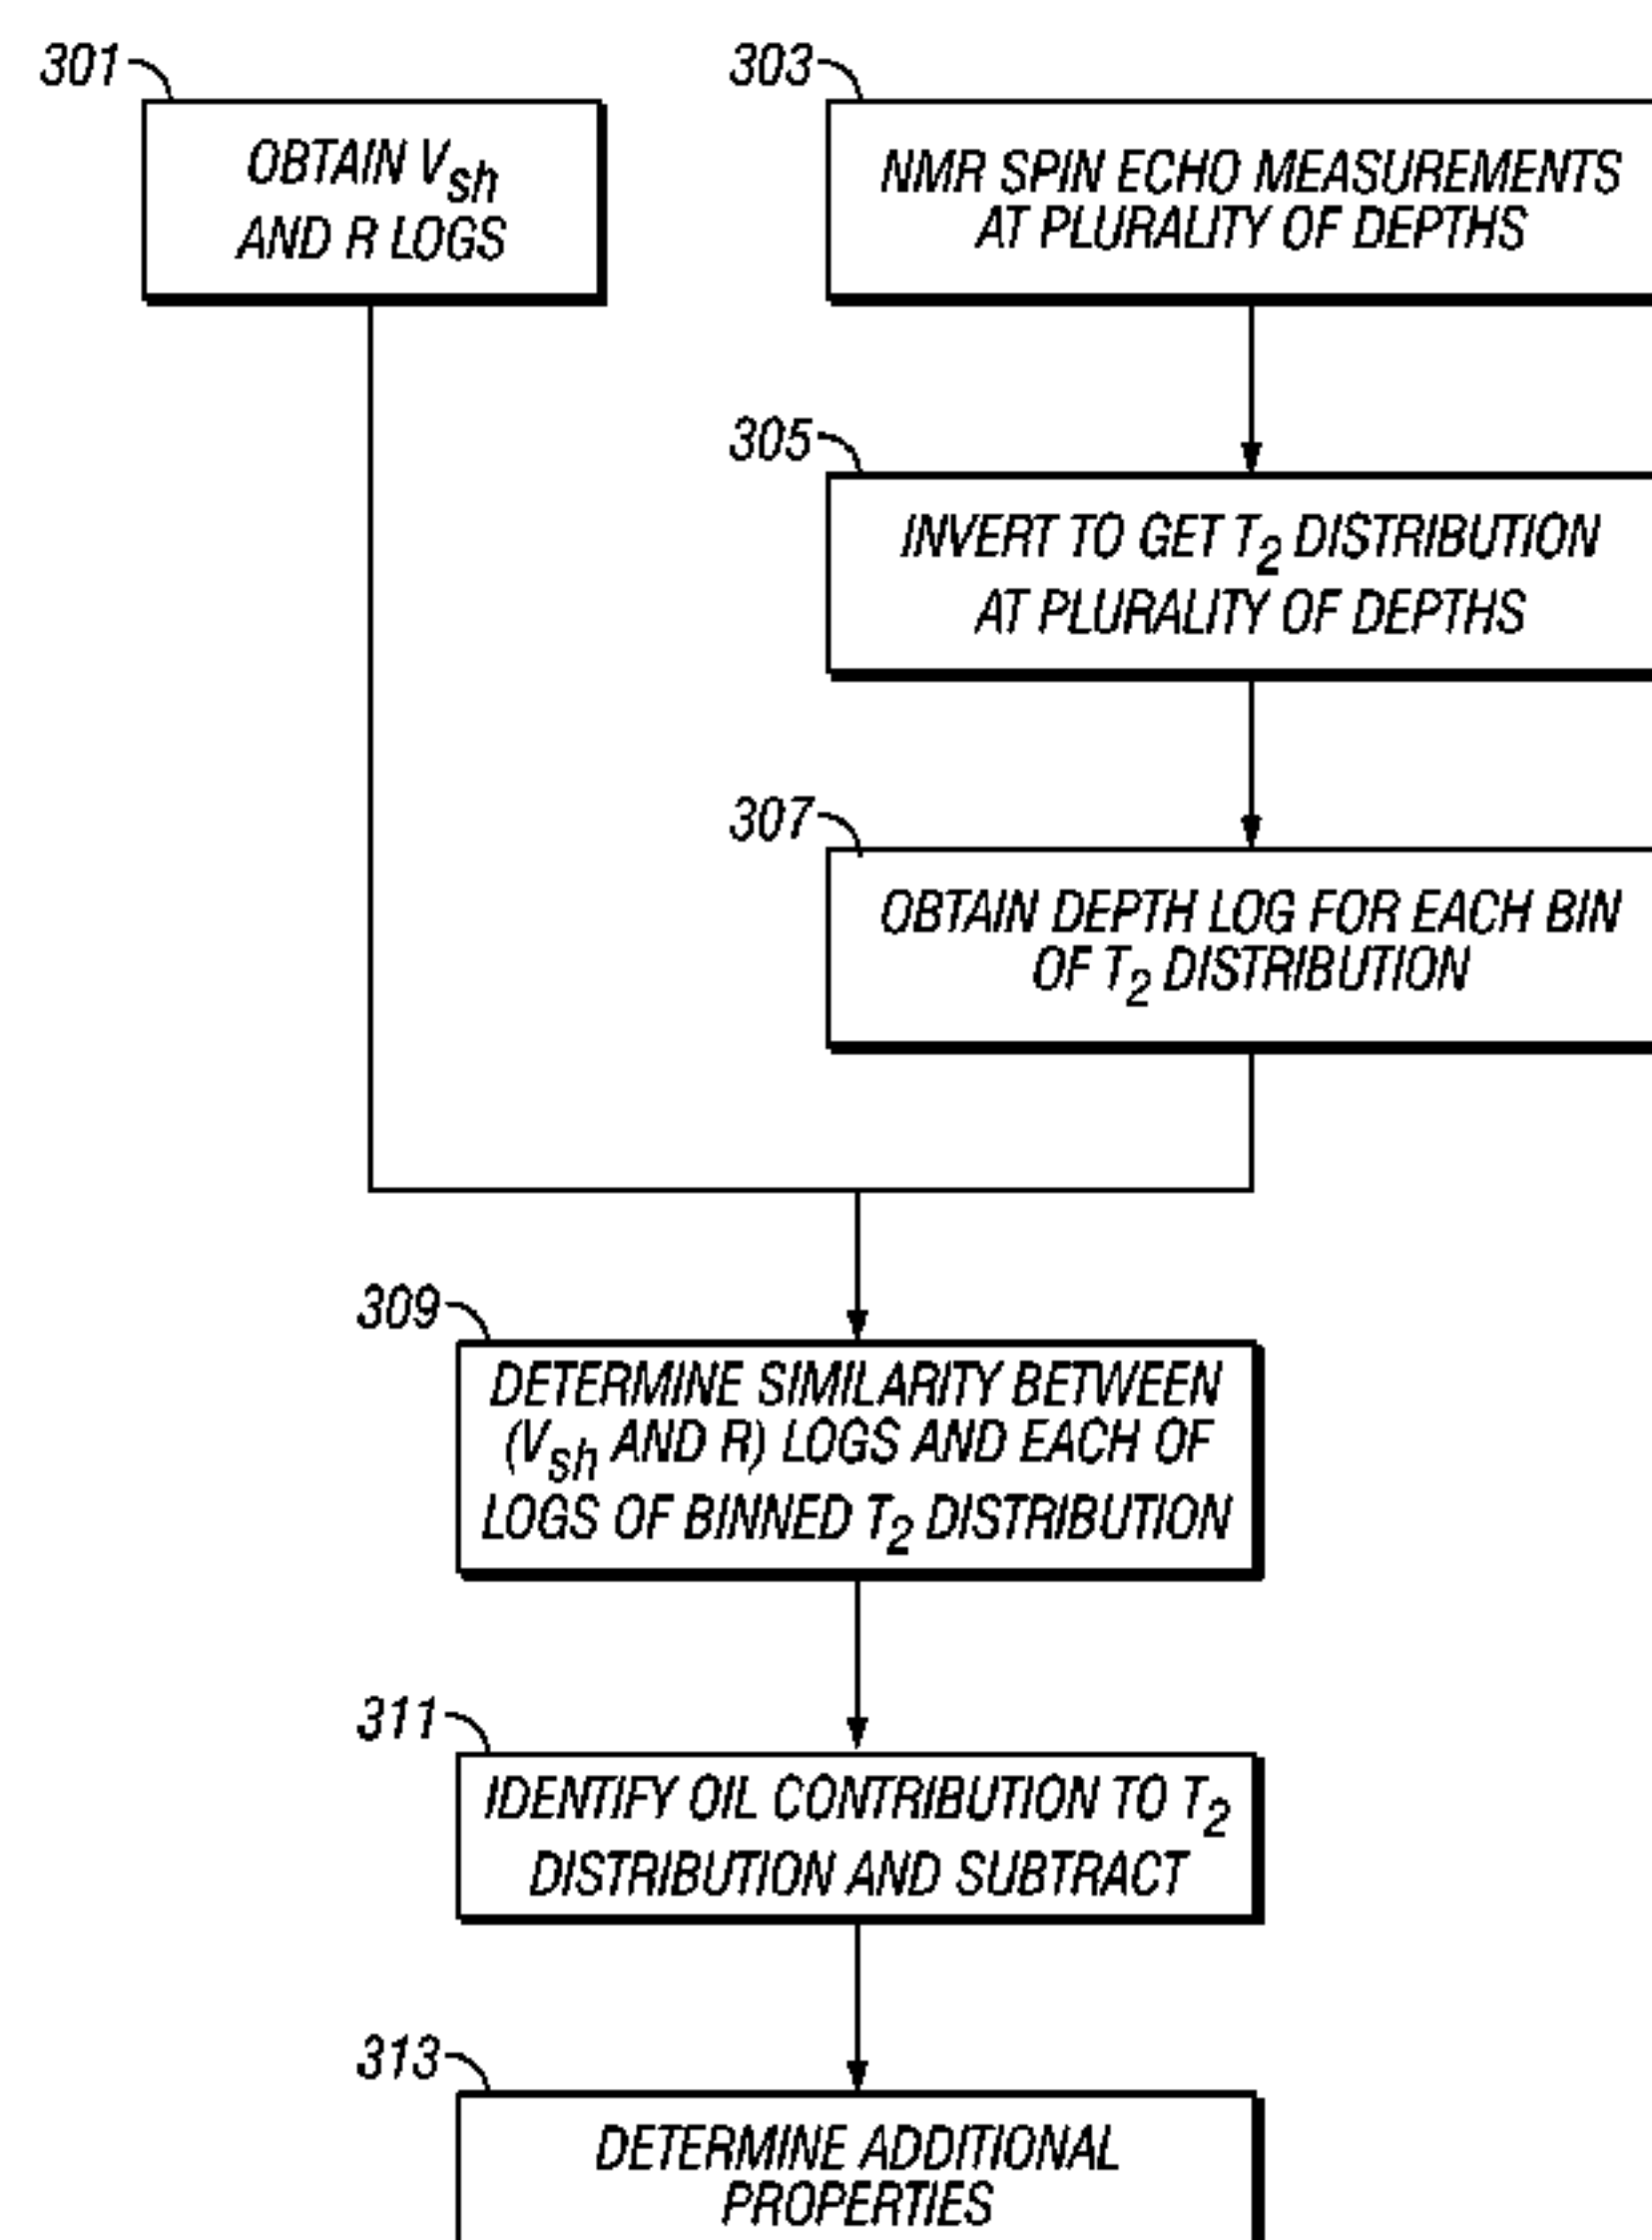 301
OBTAIN Vsh
AND R LOGS
303
NMR SPIN ECHO MEASUREMENTS
AT PLURALITY OF DEPTHS
305
INVERT TO GET T2 DISTRIBUTION
AT PLURALITY OF DEPTHS
307
OBTAIN DEPTH LOG FOR EACH BIN
OF T2 DISTRIBUTION
309
DETERMINE SIMILARITY BETWEEN
(Vsh AND R) LOGS AND EACH OF
LOGS OF BINNED T2 DISTRIBUTION
311
IDENTIFY OIL CONTRIBUTION TO T2
DISTRIBUTION AND SUBTRACT
313
DETERMINE ADDITIONAL
PROPERTIES